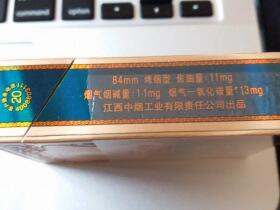 84mm 烤烟型 焦油量:11mg
烟气烟碱量:1.1mg 烟气一氧化碳量:13mg
江西中烟工业有限责任公司出品
20